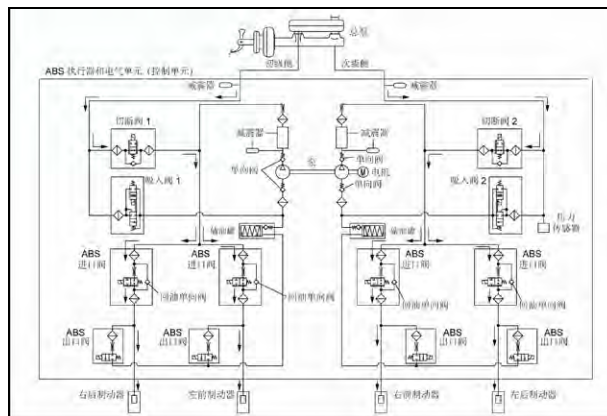 总泵
初级侧
次级侧
ABS 执行器和电气单元 (控制单元)
减震器
减震器
切断阀 1
切断阀 2
减震器
减震器
单向阀
单向阀
泵
M 电机
单向阀
吸入阀 1
吸入阀 2
压力
传感器
储油罐
储油罐
ABS
进口阀
ABS
进口阀
ABS
进口阀
ABS
进口阀
回油单向阀
回油单向阀
回油单向阀
回油单向阀
ABS
出口阀
ABS
出口阀
ABS
出口阀
ABS
出口阀
右后制动器
左前制动器
右前制动器
左后制动器